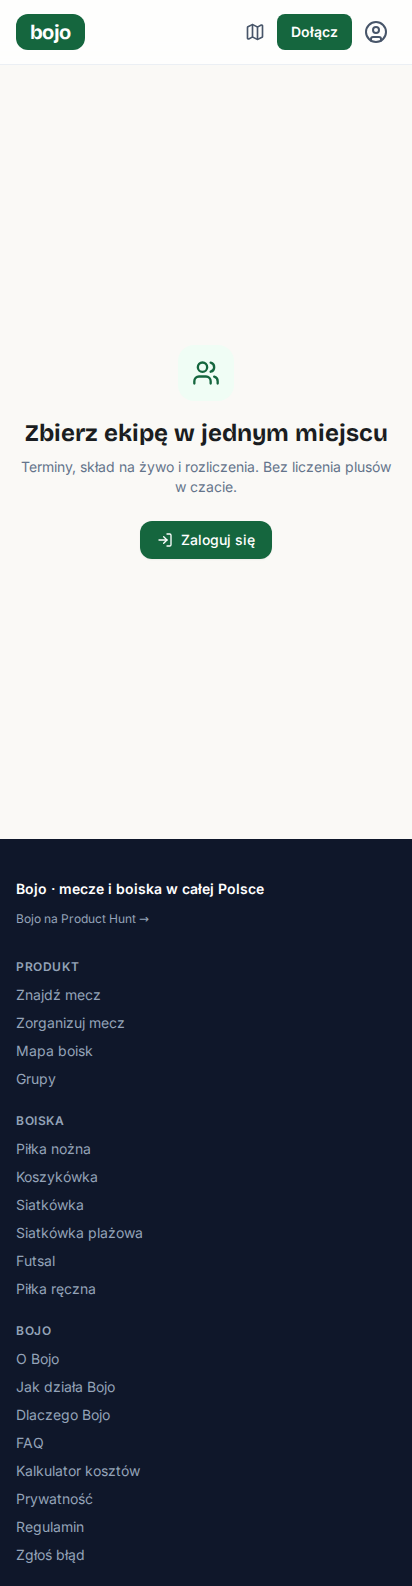 bojo
Dołącz
Zbierz ekipę w jednym miejscu
Terminy, skład na żywo i rozliczenia. Bez liczenia plusów
w czacie.
Zaloguj się
Bojo · mecze i boiska w całej Polsce
Bojo na Product Hunt →
PRODUKT
Znajdź mecz
Zorganizuj mecz
Mapa boisk
Grupy
BOISKA
Piłka nożna
Koszykówka
Siatkówka
Siatkówka plażowa
Futsal
Piłka ręczna
BOJO
O Bojo
Jak działa Bojo
Dlaczego Bojo
FAQ
Kalkulator kosztów
Prywatność
Regulamin
Zgłoś błąd